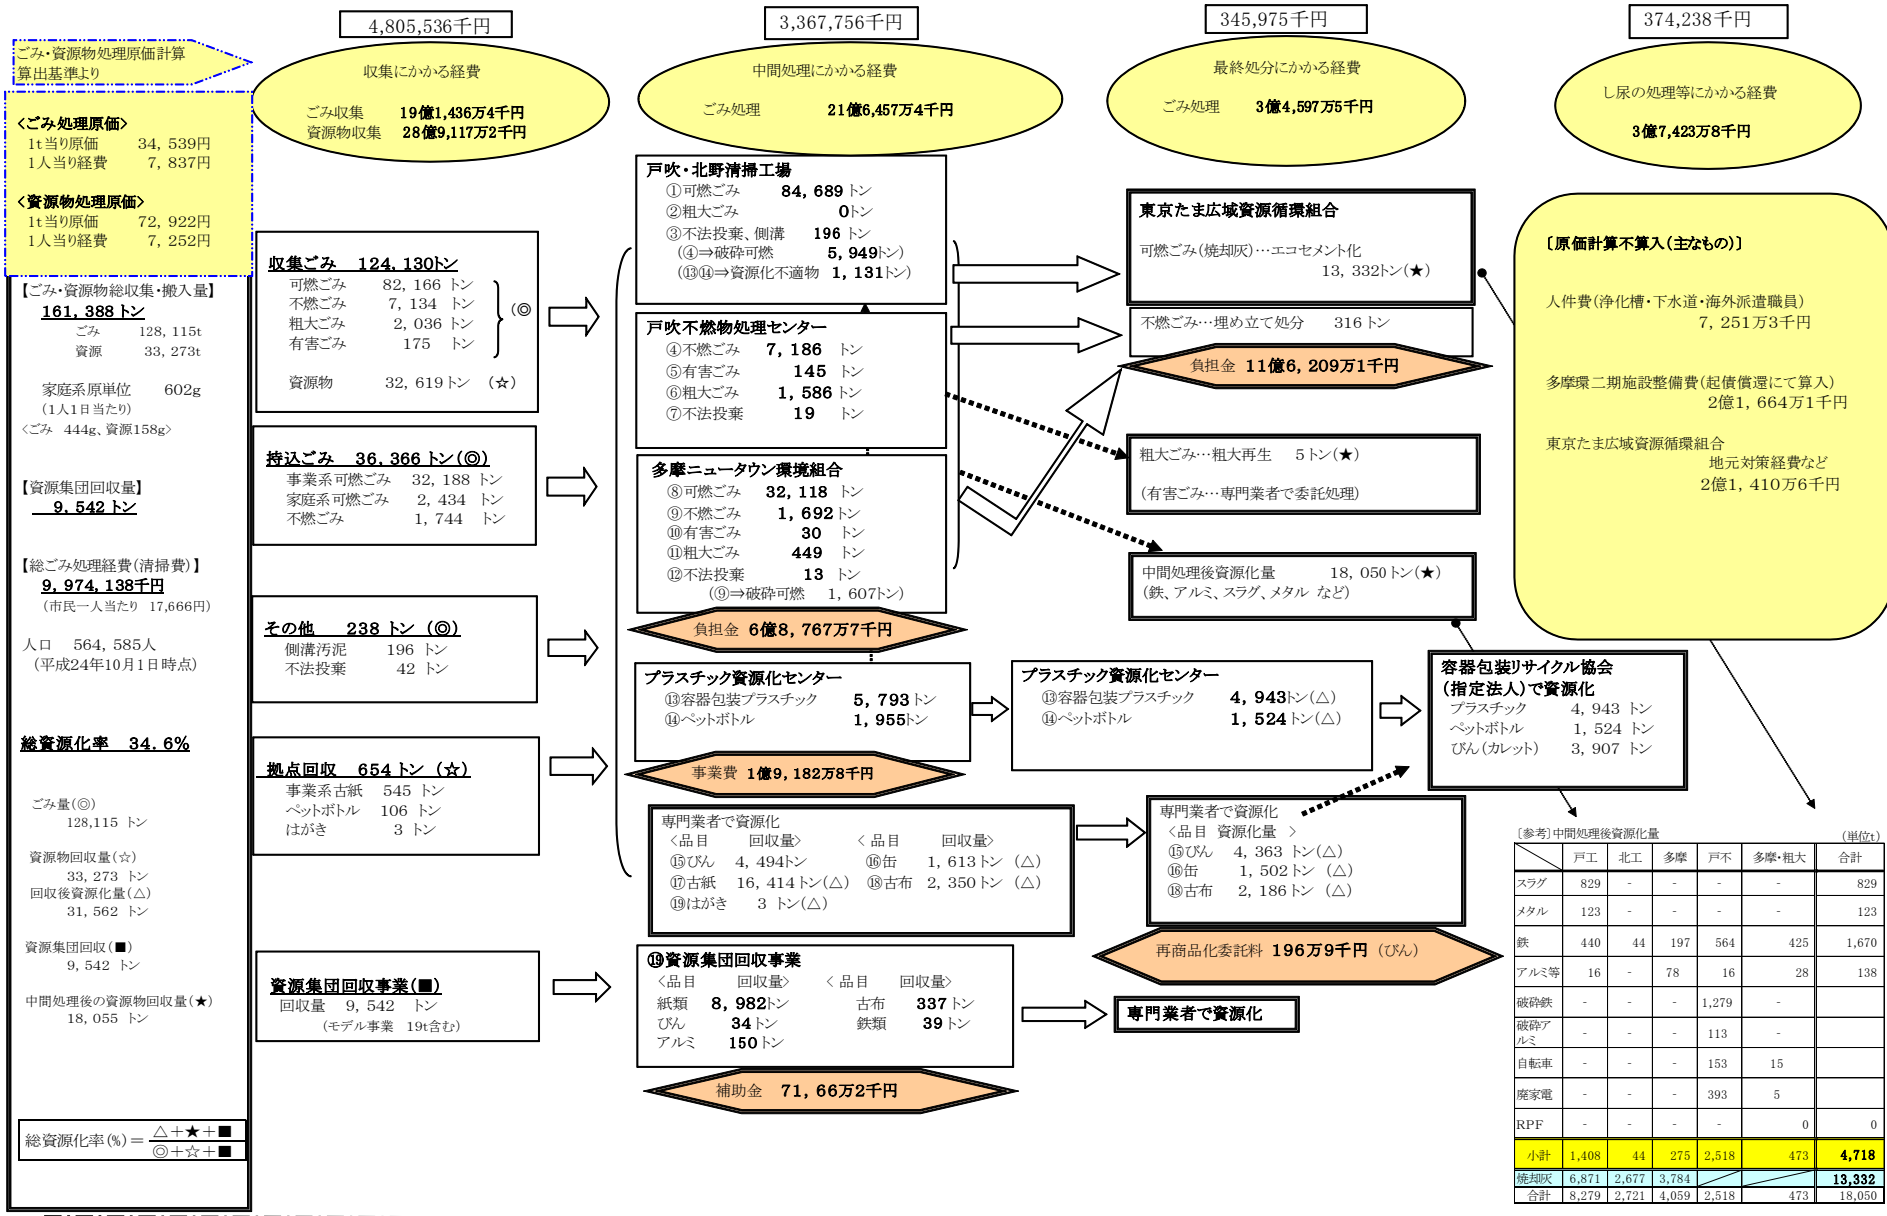 4,805,536千円
3,367,756千円
345,975千円
374,238千円
ごみ・資源物処理原価計算
算出基準より
収集にかかる経費
ごみ収集 19億1,436万4千円
資源物収集 28億9,117万2千円
中間処理にかかる経費
ごみ処理 21億6,457万4千円
最終処分にかかる経費
ごみ処理 3億4,597万5千円
し尿の処理等にかかる経費
3億7,423万8千円
<ごみ処理原価>
1t当り原価 34,539円
1人当り経費 7,837円
<資源物処理原価>
1t当り原価 72,922円
1人当り経費 7,252円
【ごみ・資源物総収集・搬入量】
161,388トン
ごみ 128,115t
資源 33,273t
家庭系原単位 602g
(1人1日当たり)
<ごみ 444g、資源158g>
【資源集団回収量】
9,542トン
【総ごみ処理経費(清掃費)】
9,974,138千円
(市民一人当たり 17,666円)
人口 564,585人
(平成24年10月1日時点)
総資源化率 34.6%
ごみ量(◎)
128,115 トン
資源物回収量(☆)
33,273 トン
回収後資源化量(△)
31,562 トン
資源集団回収(■)
9,542 トン
中間処理後の資源物回収量(★)
18,055 トン
総資源化率(%)=
△+★+■
◎+☆+■
収集ごみ 124,130トン
可燃ごみ 82,166 トン
不燃ごみ 7,134 トン
粗大ごみ 2,036 トン
有害ごみ 175 トン
(◎
資源物 32,619トン (☆)
持込ごみ 36,366トン(◎)
事業系可燃ごみ 32,188 トン
家庭系可燃ごみ 2,434 トン
不燃ごみ 1,744 トン
その他 238トン (◎)
側溝汚泥 196 トン
不法投棄 42 トン
拠点回収 654トン (☆)
事業系古紙 545 トン
ペットボトル 106 トン
はがき 3 トン
資源集団回収事業(■)
回収量 9,542 トン
(モデル事業 19t含む)
戸吹・北野清掃工場
①可燃ごみ 84,689トン
②粗大ごみ 0トン
③不法投棄、側溝 196トン
(④⇒破砕可燃 5,949トン)
(⑬⑭⇒資源化不適物 1,131トン)
戸吹不燃物処理センター
④不燃ごみ 7,186 トン
⑤有害ごみ 145 トン
⑥粗大ごみ 1,586トン
⑦不法投棄 19 トン
多摩ニュータウン環境組合
⑧可燃ごみ 32,118 トン
⑨不燃ごみ 1,692トン
⑩有害ごみ 30 トン
⑪粗大ごみ 449 トン
⑫不法投棄 13 トン
(⑨⇒破砕可燃 1,607トン)
負担金 6億8,767万7千円
プラスチック資源化センター
⑬容器包装プラスチック 5,793トン
⑭ペットボトル 1,955トン
事業費 1億9,182万8千円
専門業者で資源化
<品目 回収量> <品目 回収量>
⑮びん 4,494トン ⑯缶 1,613トン (△)
⑰古紙 16,414トン(△) ⑱古布 2,350トン (△)
⑲はがき 3 トン(△)
⑲資源集団回収事業
<品目 回収量> <品目 回収量>
紙類 8,982トン 古布 337トン
びん 34トン 鉄類 39トン
アルミ 150トン
補助金 71,66万2千円
東京たま広域資源循環組合
可燃ごみ(焼却灰)…エコセメント化
13,332トン(★)
不燃ごみ…埋め立て処分 316トン
負担金 11億6,209万1千円
粗大ごみ…粗大再生 5トン(★)
(有害ごみ…専門業者で委託処理)
中間処理後資源化量 18,050トン(★)
(鉄、アルミ、スラグ、メタル など)
プラスチック資源化センター
⑬容器包装プラスチック 4,943トン(△)
⑭ペットボトル 1,524トン(△)
容器包装リサイクル協会
(指定法人)で資源化
プラスチック 4,943 トン
ペットボトル 1,524 トン
びん(カレット) 3,907 トン
専門業者で資源化
<品目 資源化量 >
⑮びん 4,363トン(△)
⑯缶 1,502トン (△)
⑱古布 2,186トン (△)
再商品化委託料 196万9千円 (びん)
専門業者で資源化
〔原価計算不算入(主なもの)〕
人件費(浄化槽・下水道・海外派遣職員)
7,251万3千円
多摩環二期施設整備費(起債償還にて算入)
2億1,664万1千円
東京たま広域資源循環組合
地元対策経費など
2億1,410万6千円
〔参考〕中間処理後資源化量 (単位t)
戸工 北工 多摩 戸不 多摩・粗大 合計
スラグ 829 - - - - 829
メタル 123 - - - - 123
鉄 440 44 197 564 425 1,670
アルミ等 16 - 78 16 28 138
破砕鉄 - - - 1,279 -
破砕アルミ - - - 113 -
自転車 - - - 153 15
廃家電 - - - 393 5
RPF - - - - 0 0
小計 1,408 44 275 2,518 473 4,718
焼却灰 6,871 2,677 3,784 13,332
合計 8,279 2,721 4,059 2,518 473 18,050